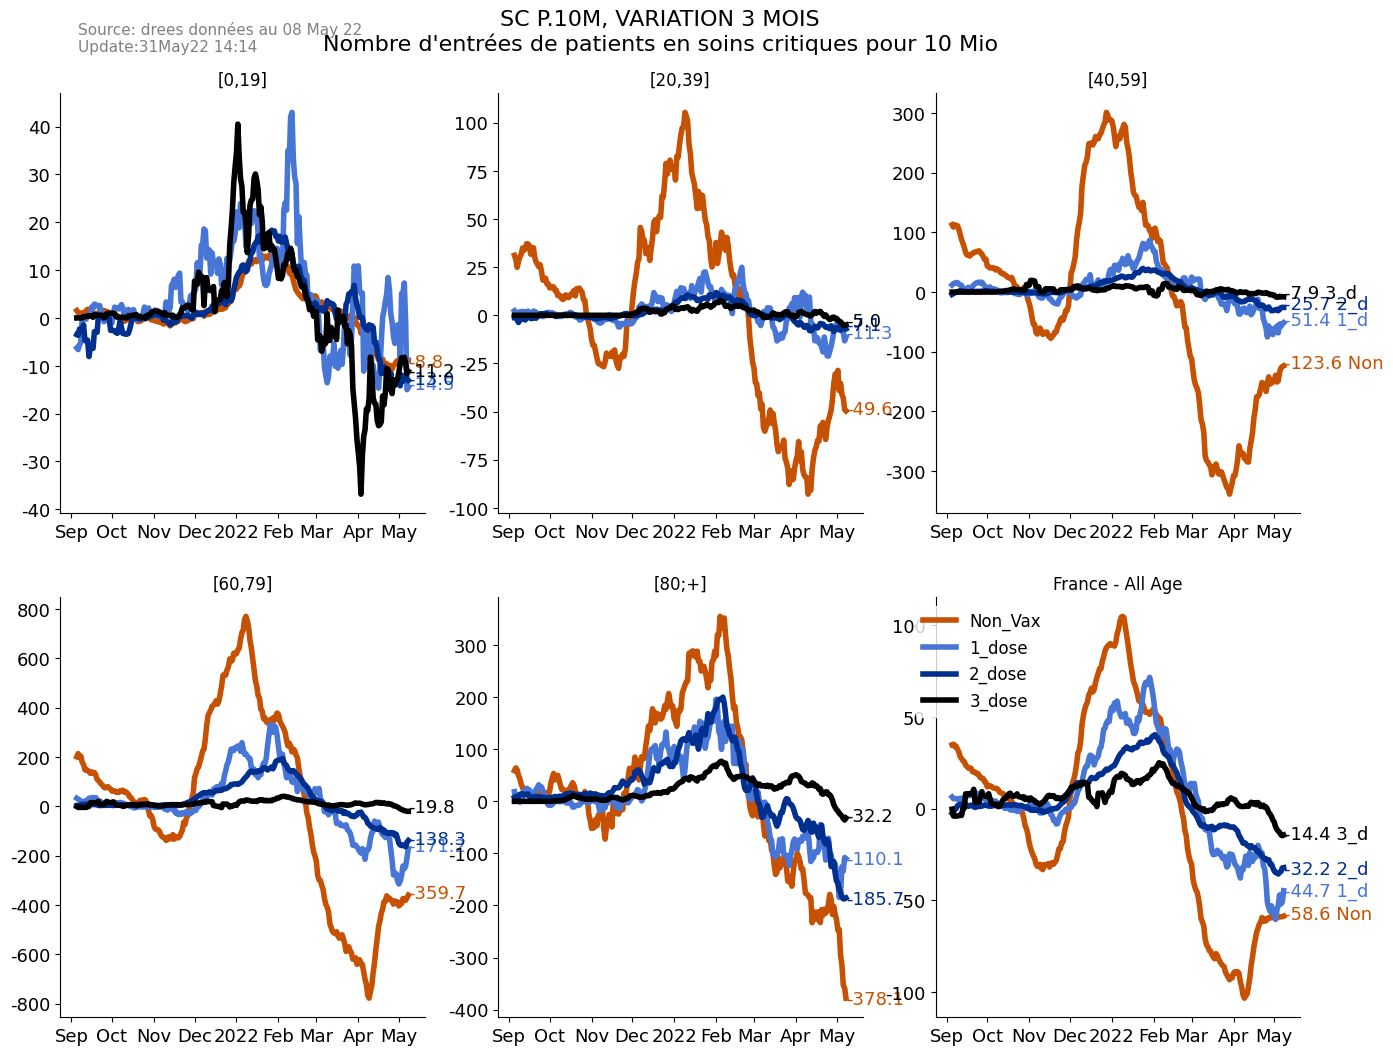 SC P.10M, VARIATION 3 MOIS
Source: drees données au 08 May 22
Nombre d'entrées de patients en soins critiques pour 10 Mio
Update:31May22 14:14
[0,19]
40
30
20
10
0
-10
-20
-30
-40
-8.8
-11.2
Sep Oct Nov Dec 2022 Feb Mar Apr May
[20,39]
100
75
50
25
0
-25
-50
-75
-100
-5.0
-11.3
-49.6
Sep Oct Nov Dec 2022 Feb Mar Apr May
[40,59]
300
200
100
0
-100
-200
-300
-7.9 3_d
-25.7 2_d
-51.4 1_d
-123.6 Non
Sep Oct Nov Dec 2022 Feb Mar Apr May
[60,79]
800
600
400
200
0
-200
-400
-600
-800
-19.8
-138.3
-359.7
Sep Oct Nov Dec 2022 Feb Mar Apr May
[80;+]
300
200
100
0
-100
-200
-300
-400
-32.2
-110.1
-185.7
-378.1
Sep Oct Nov Dec 2022 Feb Mar Apr May
France - All Age
Non_Vax
1_dose
2_dose
3_dose
100
50
0
-50
-100
-14.4 3_d
-32.2 2_d
-44.7 1_d
-58.6 Non
Sep Oct Nov Dec 2022 Feb Mar Apr May